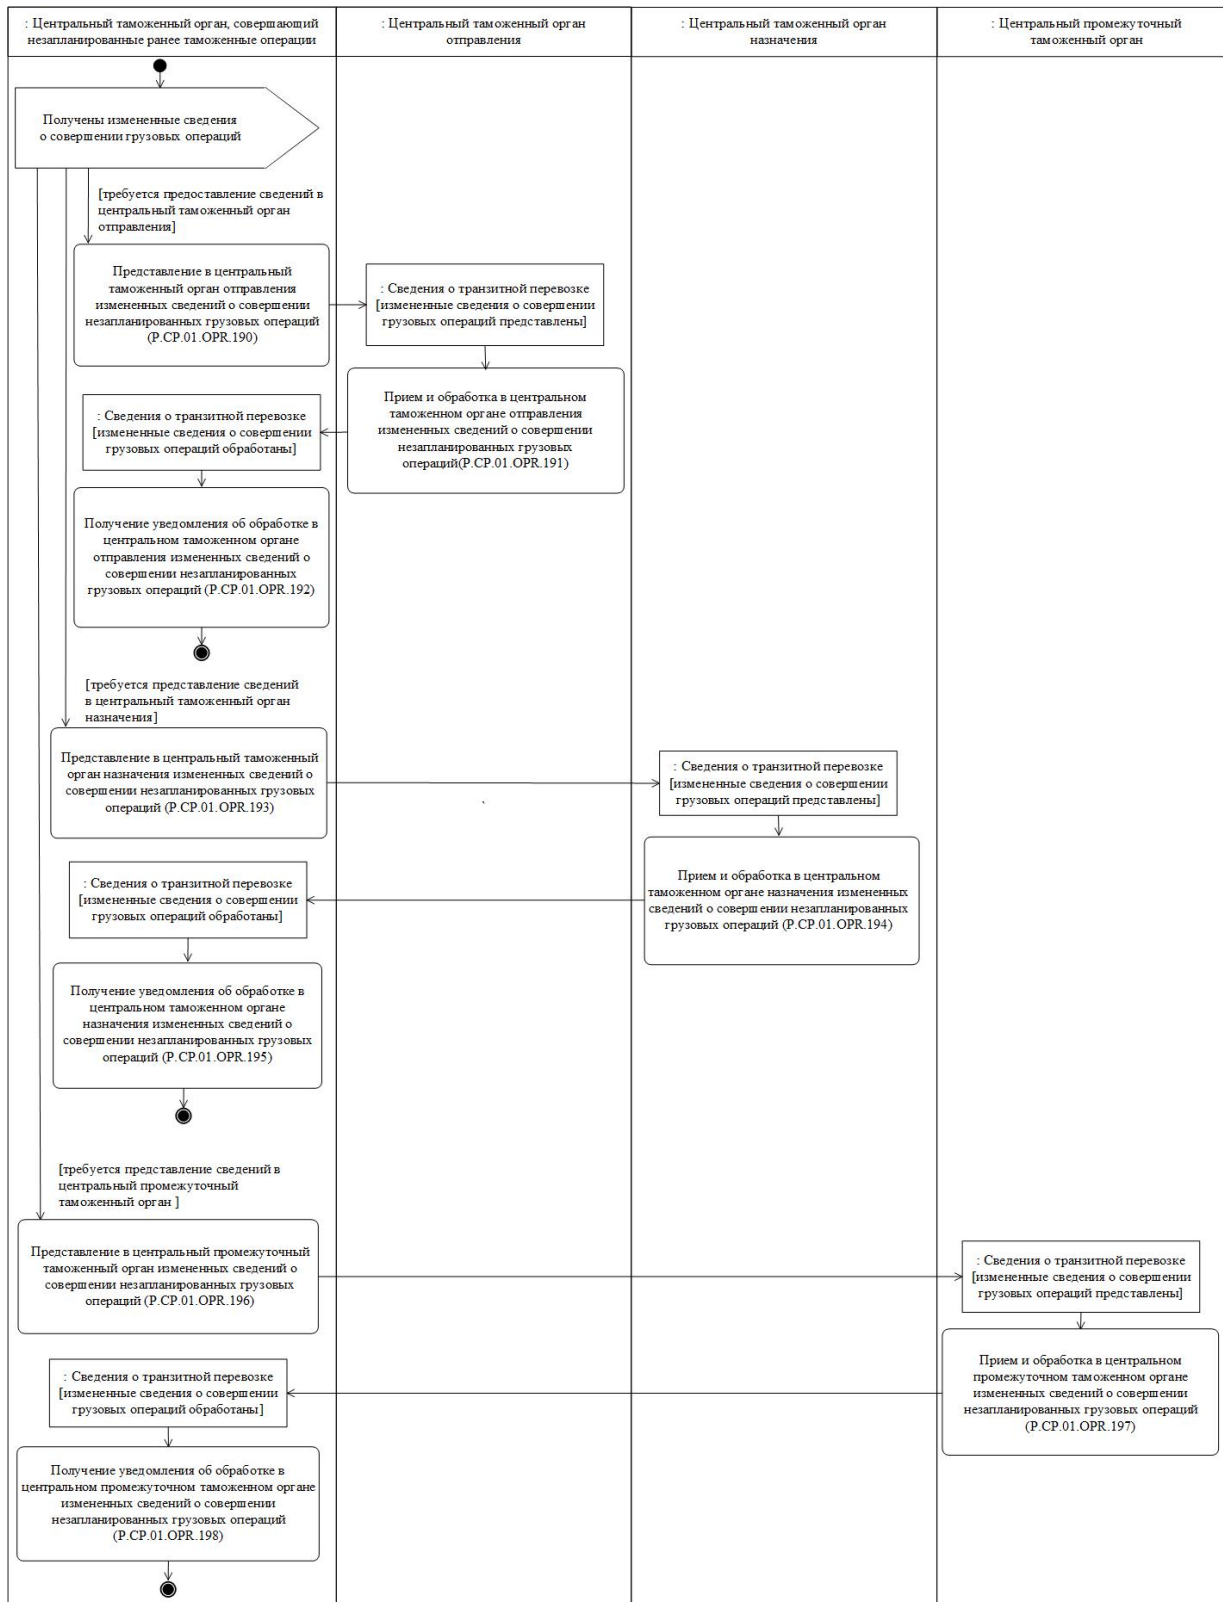 : Центральный таможенный орган, совершающий
незапланированные ранее таможенные операции
: Центральный таможенный орган
отправления
: Центральный таможенный орган
назначения
: Центральный промежуточный
таможенный орган
Получены измененные сведения
о совершении грузовых операций
[требуется предоставление сведений в
центральный таможенный орган
отправления]
Представление в центральный
таможенный орган отправления
измененных сведений о совершении
незапланированных грузовых операций
(P.CP.01.OPR.190)
: Сведения о транзитной перевозке
[измененные сведения о совершении
грузовых операций представлены]
Прием и обработка в центральном
таможенном органе отправления
измененных сведений о совершении
незапланированных грузовых
операций(P.CP.01.OPR.191)
: Сведения о транзитной перевозке
[измененные сведения о совершении
грузовых операций обработаны]
Получение уведомления об обработке в
центральном таможенном органе
отправления измененных сведений о
совершении незапланированных
грузовых операций (P.CP.01.OPR.192)
[требуется представление сведений
в центральный таможенный орган
назначения]
Представление в центральный таможенный
орган назначения измененных сведений о
совершении незапланированных грузовых
операций (P.CP.01.OPR.193)
: Сведения о транзитной перевозке
[измененные сведения о совершении
грузовых операций представлены]
Прием и обработка в центральном
таможенном органе назначения измененных
сведений о совершении незапланированных
грузовых операций (P.CP.01.OPR.194)
: Сведения о транзитной перевозке
[измененные сведения о совершении
грузовых операций обработаны]
Получение уведомления об обработке в
центральном таможенном органе
назначения измененных сведений о
совершении незапланированных грузовых
операций (P.CP.01.OPR.195)
[требуется представление сведений в
центральный промежуточный
таможенный орган ]
Представление в центральный промежуточный
таможенный орган измененных сведений о
совершении незапланированных грузовых
операций (P.CP.01.OPR.196)
: Сведения о транзитной перевозке
[измененные сведения о совершении
грузовых операций представлены]
Прием и обработка в центральном
промежуточном таможенном органе
измененных сведений о совершении
незапланированных грузовых операций
(P.CP.01.OPR.197)
: Сведения о транзитной перевозке
[измененные сведения о совершении
грузовых операций обработаны]
Получение уведомления об обработке в
центральном промежуточном таможенном органе
измененных сведений о совершении
незапланированных грузовых операций
(P.CP.01.OPR.198)